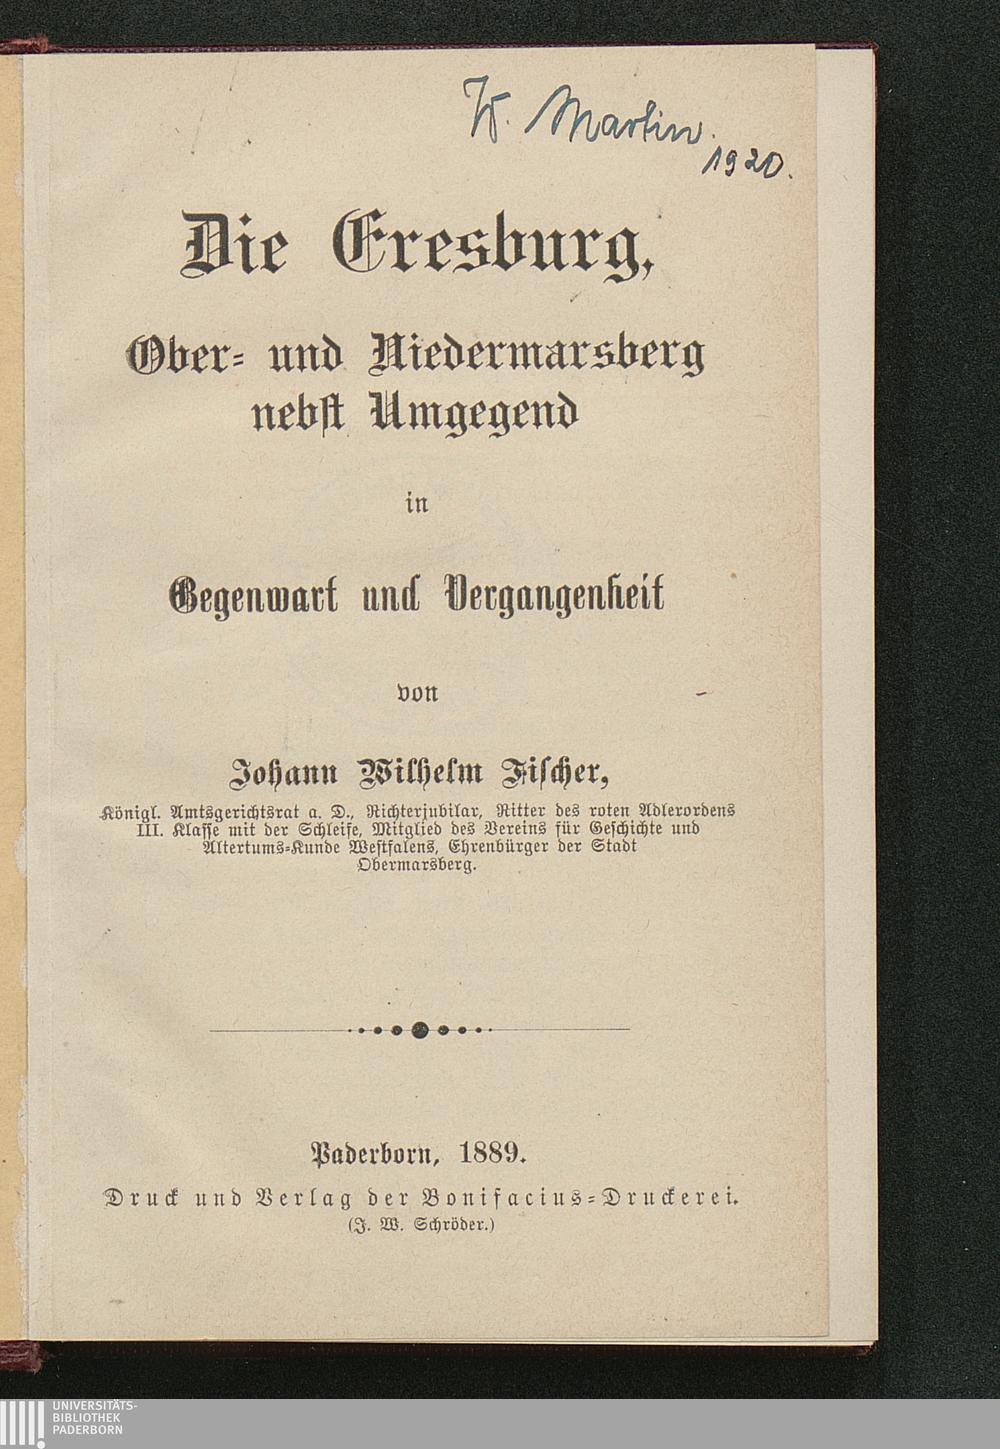 W. Martin.
1920.
Die Eresburg,
Ober- und Niedermarsberg
nebst Umgegend
in
Gegenwart und Vergangenheit
von
Johann Wilhelm Fischer,
Königl. Amtsgerichtsrat a. D., Richterjubilar, Ritter des roten Adlerordens
III. Klasse mit der Schleife, Mitglied des Vereins für Geschichte und
Altertums-Kunde Westfalens, Ehrenbürger der Stadt
Obermarsberg.
Paderborn, 1889.
Druck und Verlag der Bonifacius-Druckerei.
(J. W. Schröder.)
UNIVERSITÄTS-
BIBLIOTHEK
PADERBORN